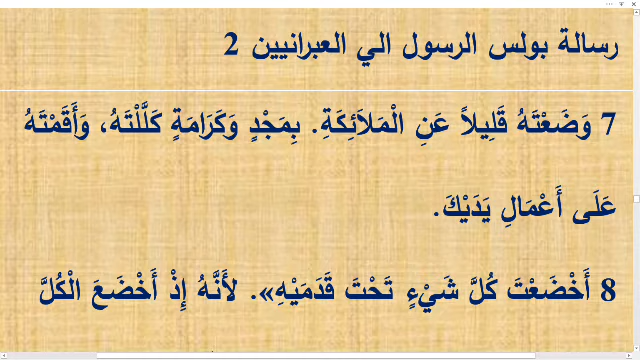 رسالة بولس الرسول الي العبرانيين 2
7 وَضَعْتَهُ قَلِيلاً عَنِ الْمَلاَئِكَةِ. بِمَجْدٍ وَكَرَامَةٍ كَلَّلْتَهُ، وَأَقَمْتَهُ
عَلَى أَعْمَالِ يَدَيْكَ.
8 أَخْضَعْتَ كُلَّ شَيْءٍ تَحْتَ قَدَمَيْهِ». لأَنَّهُ إِذْ أَخْضَعَ الْكُلَّ